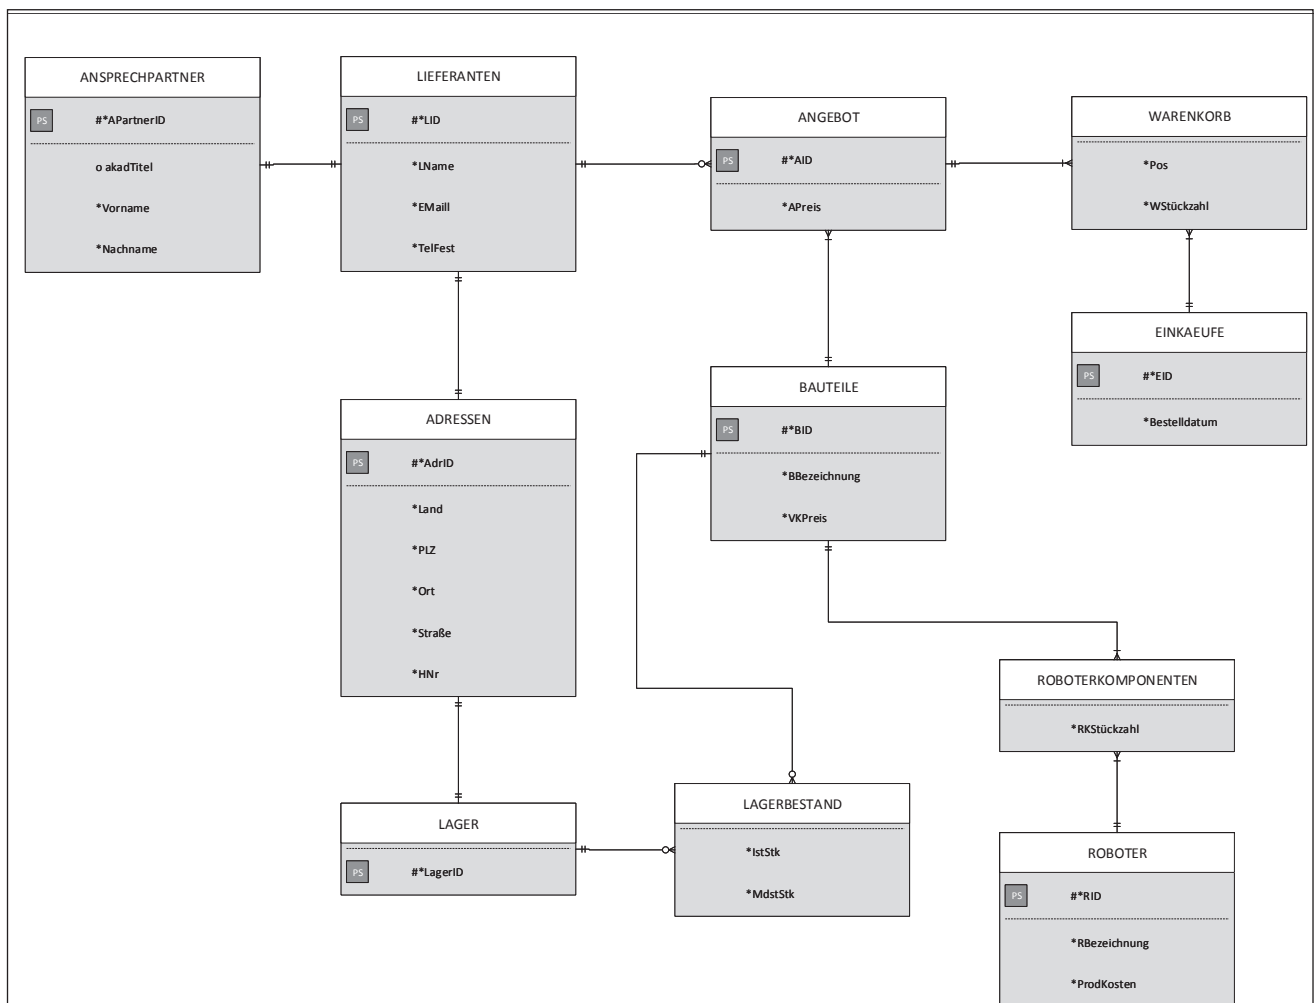 ANSPRECHPARTNER
PS #*APartnerID
o akadTitel
*Vorname
*Nachname
LIEFERANTEN
PS #*LID
*LName
*EMaill
*TelFest
ANGEBOT
PS #*AID
*APreis
WARENKORB
*Pos
*WStückzahl
EINKAEUFE
PS #*EID
*Bestelldatum
ADRESSEN
PS #*AdrID
*Land
*PLZ
*Ort
*Straße
*HNr
BAUTEILE
PS #*BID
*BBezeichnung
*VKPreis
ROBOTERKOMPONENTEN
*RKStückzahl
LAGER
PS #*LagerID
LAGERBESTAND
*IstStk
*MdstStk
ROBOTER
PS #*RID
*RBezeichnung
*ProdKosten